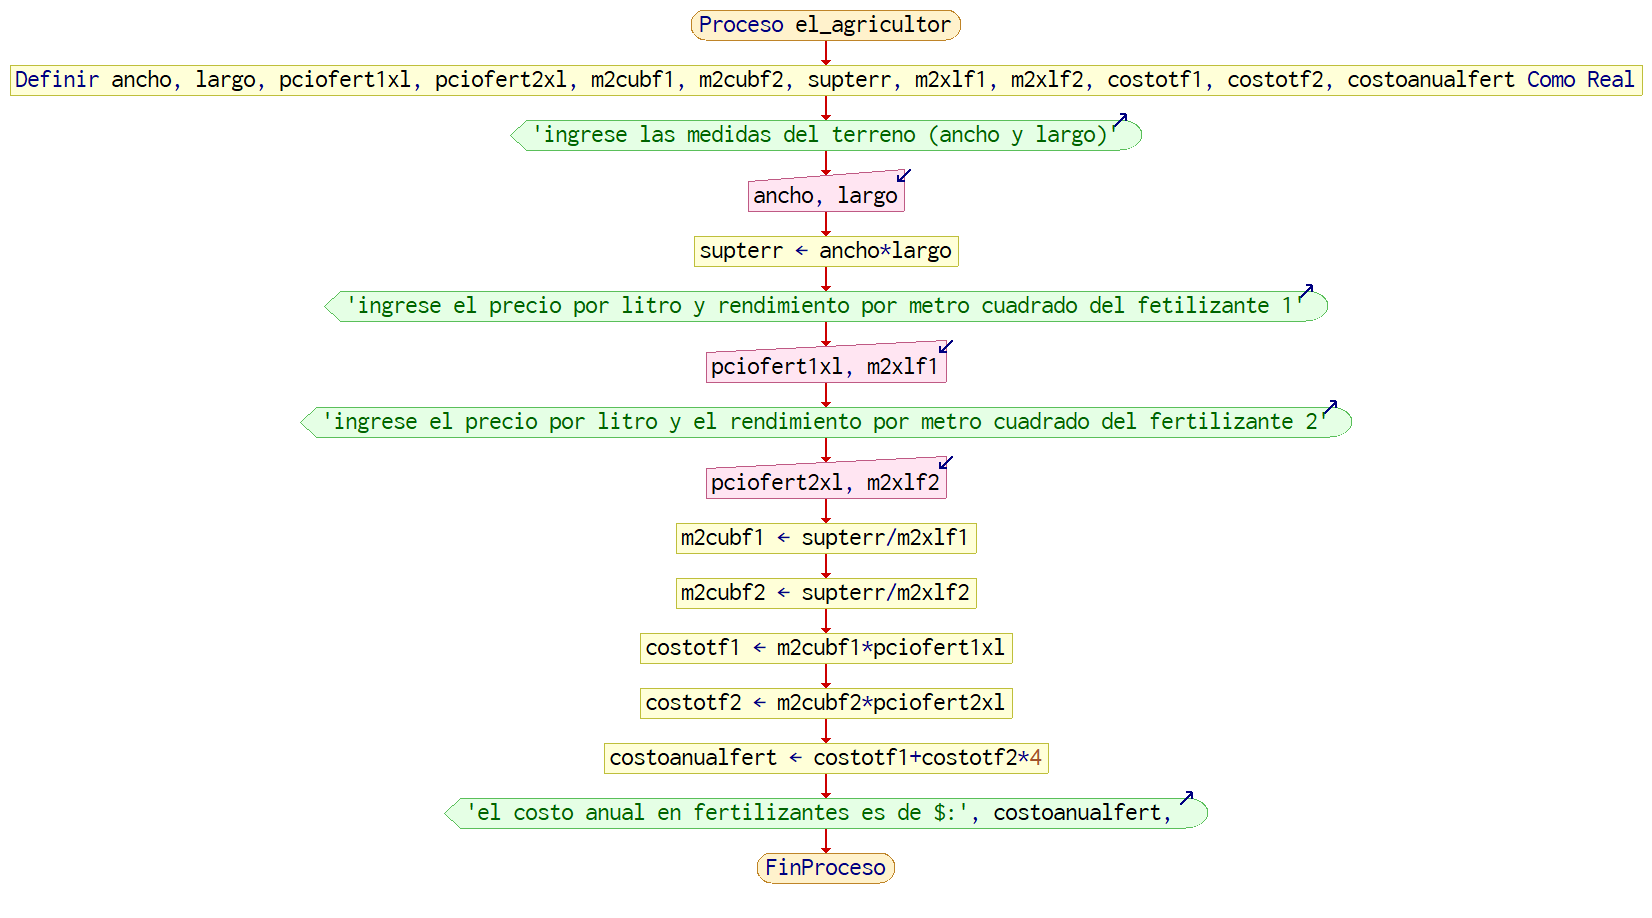 Proceso el_agricultor
Definir ancho, largo, pciofert1xl, pciofert2xl, m2cubf1, m2cubf2, supterr, m2xlf1, m2xlf2, costotf1, costotf2, costoanualfert Como Real
'ingrese las medidas del terreno (ancho y largo)'
ancho, largo
supterr ← ancho*largo
'ingrese el precio por litro y rendimiento por metro cuadrado del fetilizante 1'
pciofert1xl, m2xlf1
'ingrese el precio por litro y el rendimiento por metro cuadrado del fertilizante 2'
pciofert2xl, m2xlf2
m2cubf1 ← supterr/m2xlf1
m2cubf2 ← supterr/m2xlf2
costotf1 ← m2cubf1*pciofert1xl
costotf2 ← m2cubf2*pciofert2xl
costoanualfert ← costotf1+costotf2*4
'el costo anual en fertilizantes es de $:', costoanualfert,
FinProceso